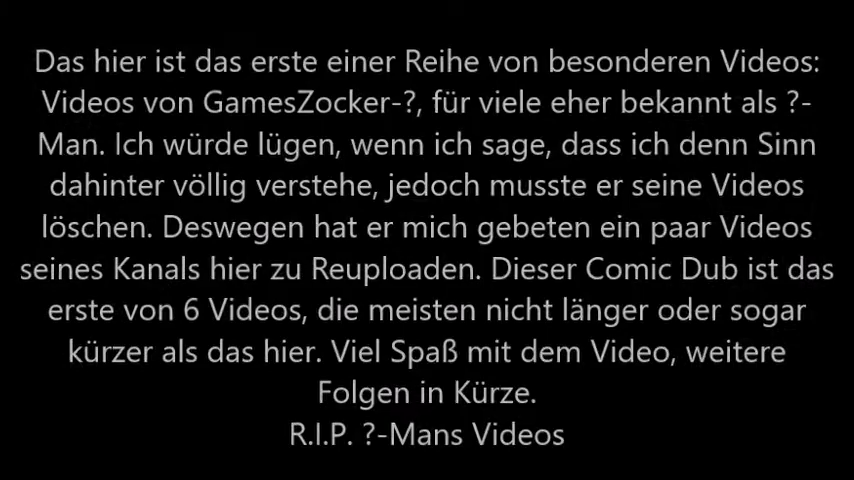 Das hier ist das erste einer Reihe von besonderen Videos:
Videos von GamesZocker-?, für viele eher bekannt als ?-
Man. Ich würde lügen, wenn ich sage, dass ich denn Sinn
dahinter völlig verstehe, jedoch musste er seine Videos
löschen. Deswegen hat er mich gebeten ein paar Videos
seines Kanals hier zu Reuploaden. Dieser Comic Dub ist das
erste von 6 Videos, die meisten nicht länger oder sogar
kürzer als das hier. Viel Spaß mit dem Video, weitere
Folgen in Kürze.
R.I.P. ?-Mans Videos